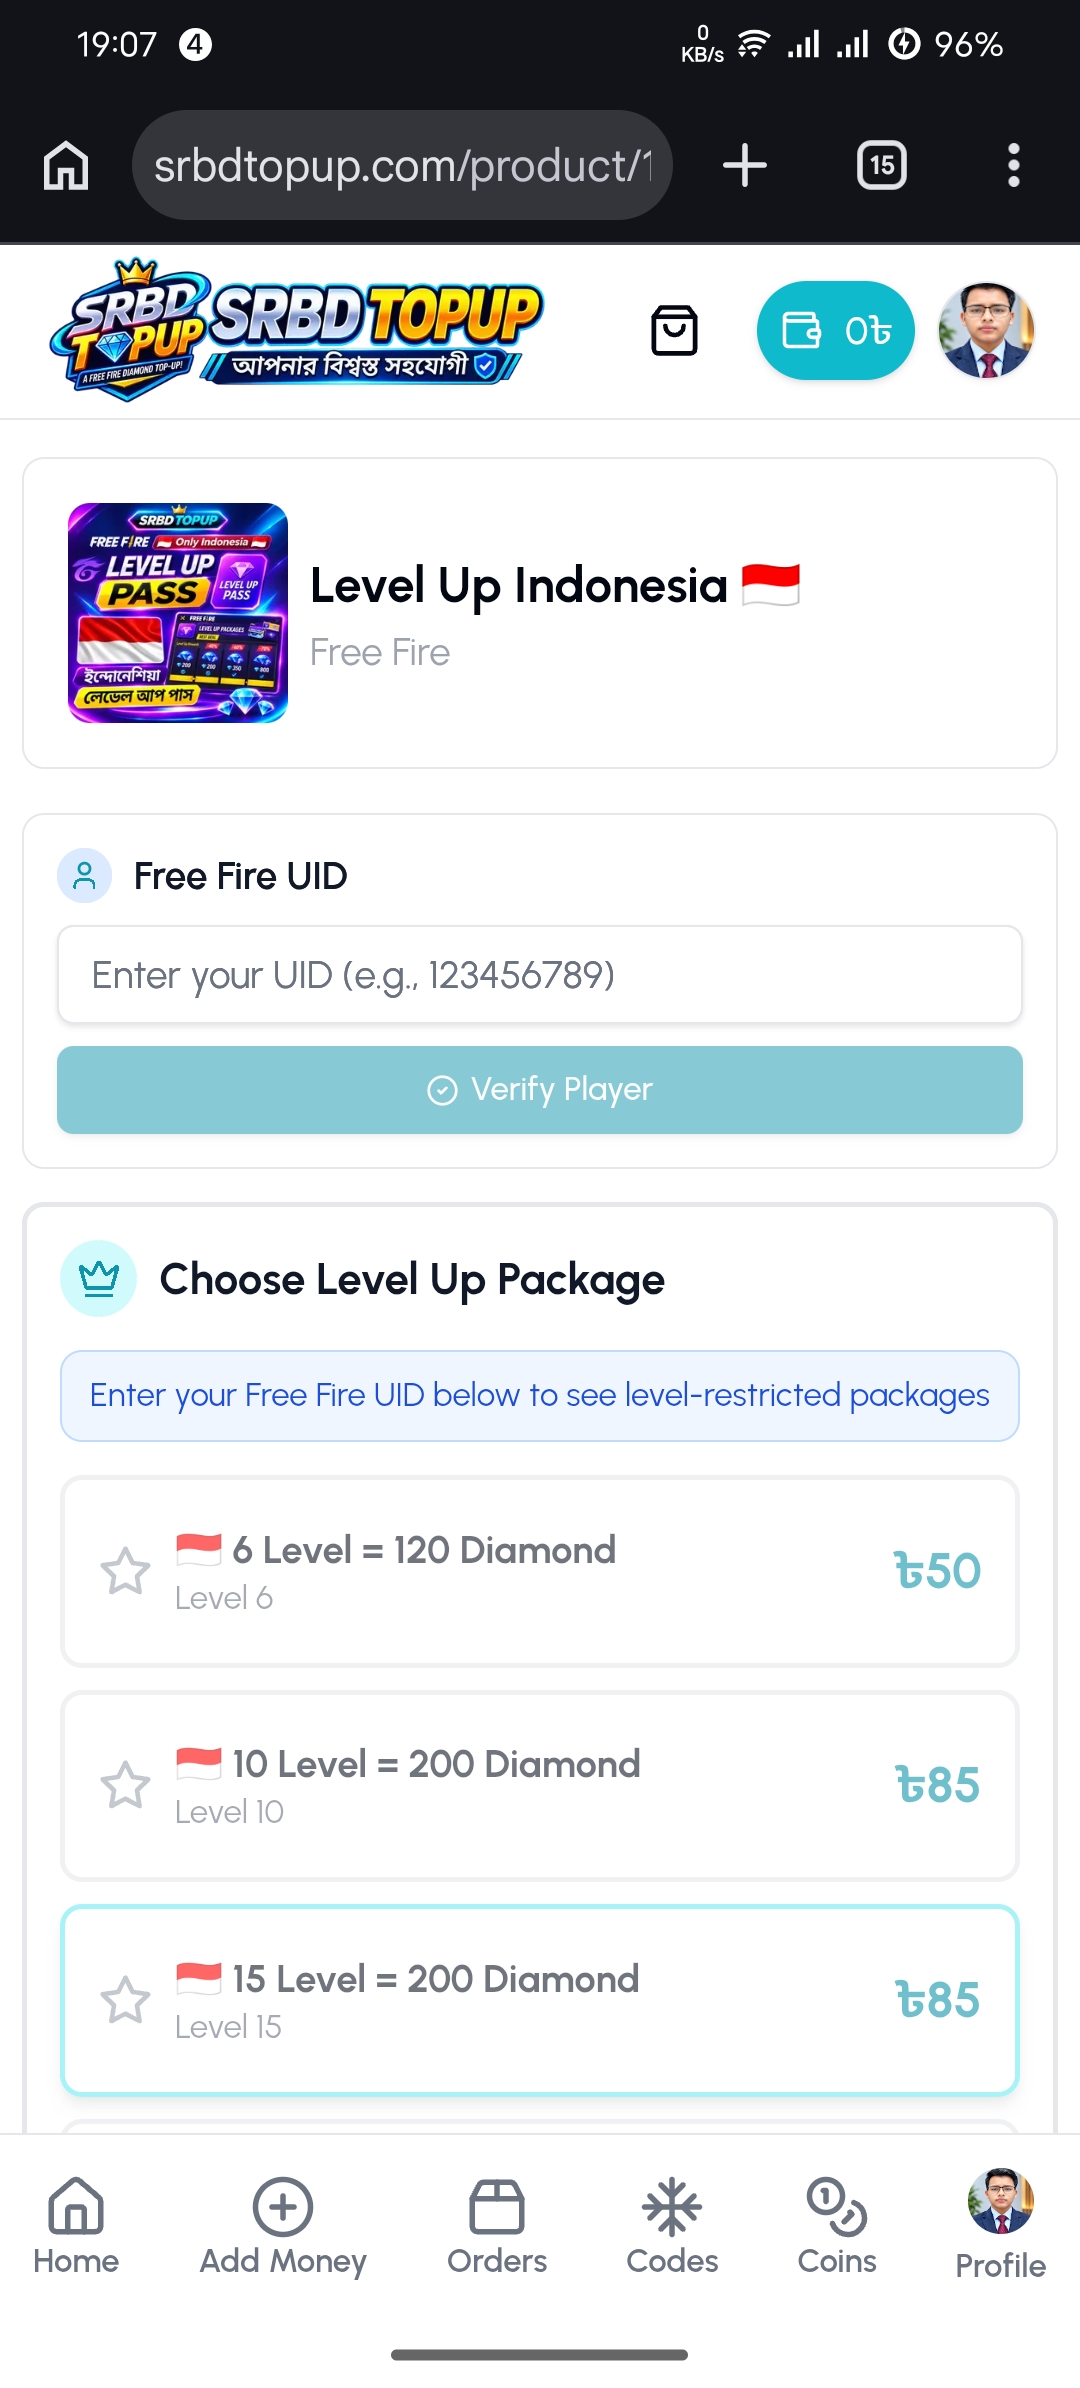 19:07 4 0 KB/s 96%
srbdtopup.com/product/1
15
SRBD TOPUP
A FREE FIRE DIAMOND TOP-UP!
SRBD TOPUP
আপনার বিশ্বস্ত সহযোগী
0৳
SRBD TOPUP
FREE FIRE Only Indonesia
LEVEL UP PASS
LEVEL UP PASS
FREE FIRE
LEVEL UP PACKAGES
ইন্দোনেশিয়া
লেভেল আপ পাস
Level Up Indonesia 🇮🇩
Free Fire
Free Fire UID
Enter your UID (e.g., 123456789)
Verify Player
Choose Level Up Package
Enter your Free Fire UID below to see level-restricted packages
🇮🇩 6 Level = 120 Diamond
Level 6
৳50
🇮🇩 10 Level = 200 Diamond
Level 10
৳85
🇮🇩 15 Level = 200 Diamond
Level 15
৳85
Home Add Money Orders Codes Coins Profile